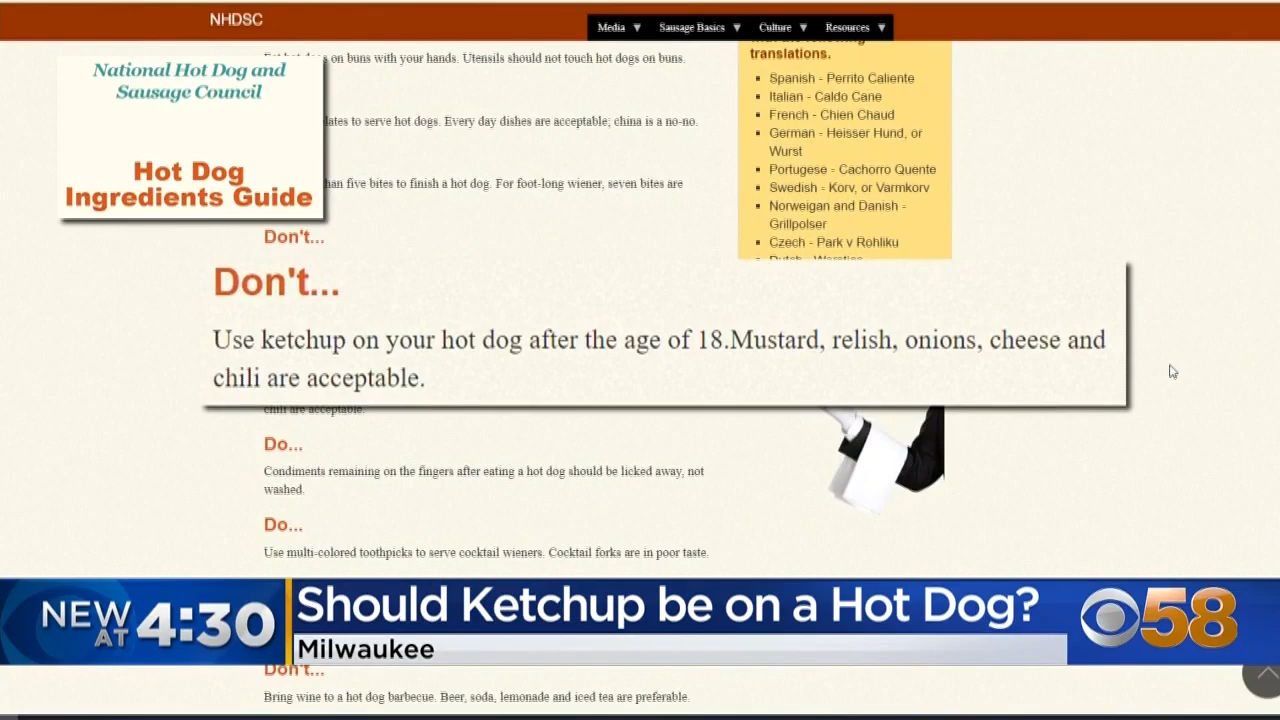 NHDSC
Media ▼ Sausage Basics ▼ Culture ▼ Resources ▼
on buns with your hands. Utensils should not touch hot dogs on buns.
to serve hot dogs. Every day dishes are acceptable; china is a no-no.
five bites to finish a hot dog. For foot-long wiener, seven bites are
National Hot Dog and
Sausage Council
Hot Dog
Ingredients Guide
translations.
Spanish - Perrito Caliente
Italian - Caldo Cane
French - Chien Chaud
German - Heisser Hund, or
Wurst
Portugese - Cachorro Quente
Swedish - Korv, or Varmkorv
Norweigan and Danish -
Grillpolser
Czech - Park v Rohliku
Don't...
Don't...
Use ketchup on your hot dog after the age of 18.Mustard, relish, onions, cheese and
chili are acceptable.
chili are acceptable.
Do...
Condiments remaining on the fingers after eating a hot dog should be licked away, not
washed.
Do...
Use multi-colored toothpicks to serve cocktail wieners. Cocktail forks are in poor taste.
NEW
AT
4:30
Should Ketchup be on a Hot Dog?
Milwaukee
58
Don't...
Bring wine to a hot dog barbecue. Beer, soda, lemonade and iced tea are preferable.